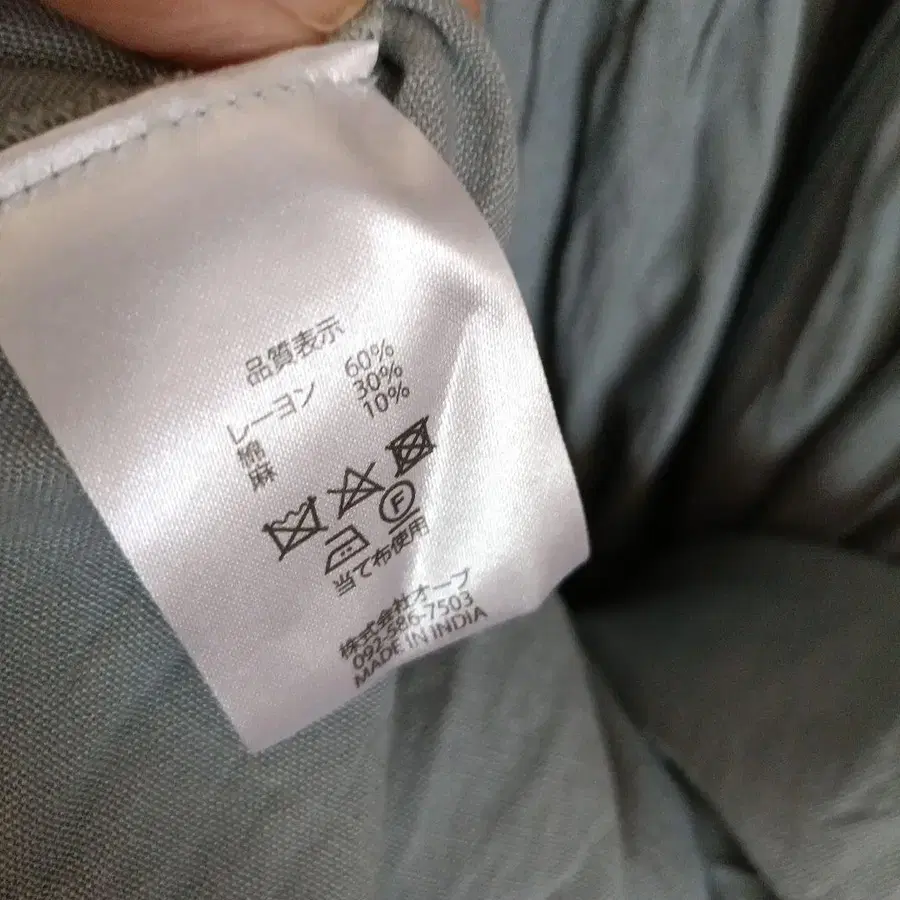 品質表示
レーヨン 60%
綿 30%
麻 10%
F
当て布使用
株式会社オーブ
092-586-7503
MADE IN INDIA